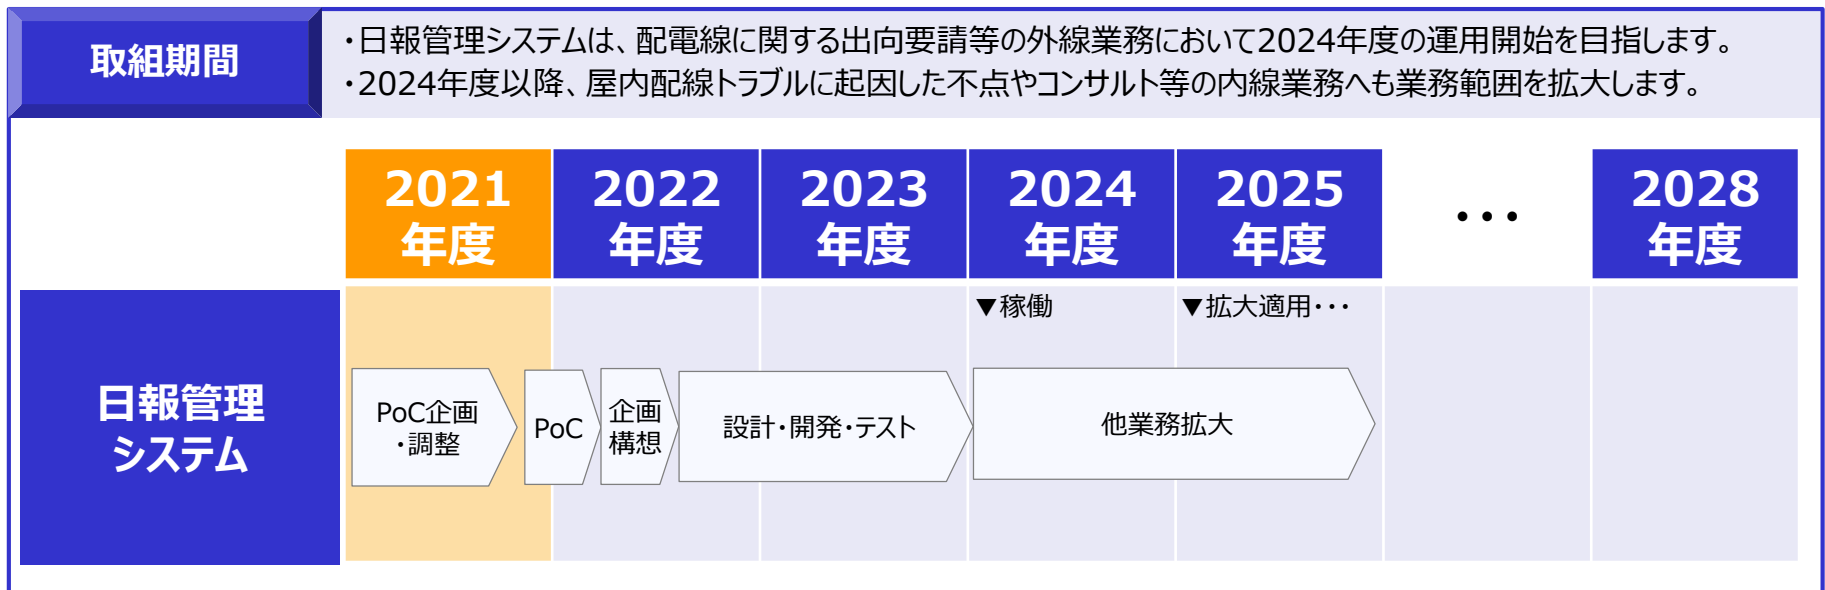 取組期間
・日報管理システムは、配電線に関する出向要請等の外線業務において2024年度の運用開始を目指します。
・2024年度以降、屋内配線トラブルに起因した不点やコンサルト等の内線業務へも業務範囲を拡大します。
2021
年度
2022
年度
2023
年度
2024
年度
2025
年度
・・・
2028
年度
日報管理
システム
▼稼働
▼拡大適用・・・
PoC企画
・調整
PoC
企画
構想
設計・開発・テスト
他業務拡大